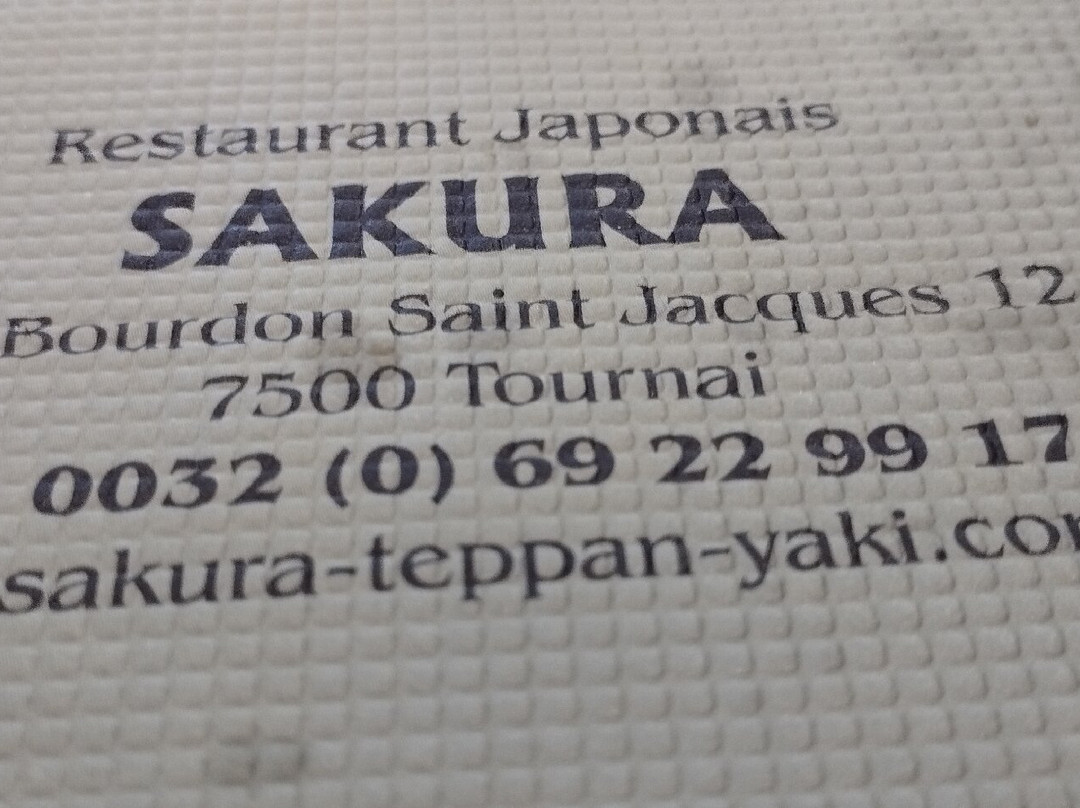 Restaurant Japonais
SAKURA
Bourdon Saint Jacques 12
7500 Tournai
0032 (0) 69 22 99 17
sakura-teppan-yaki.co